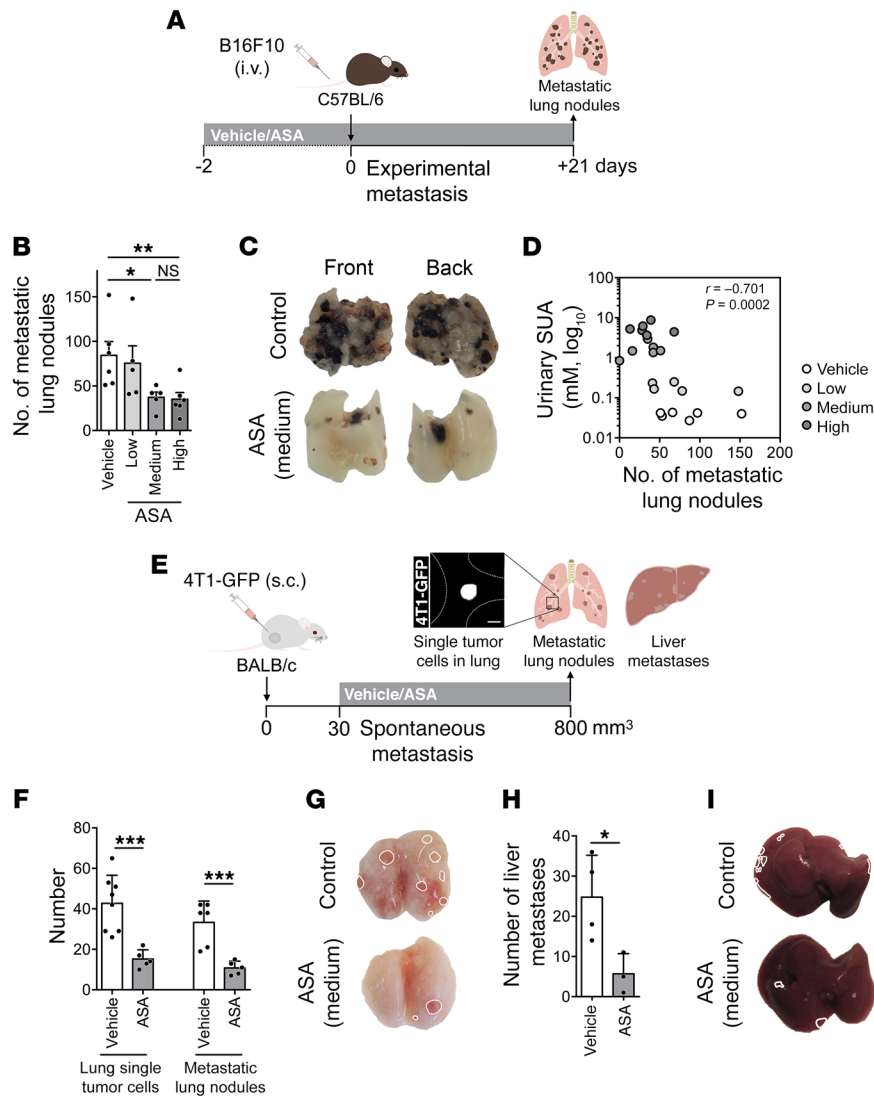 A
B16F10
(i.v.)
C57BL/6
Metastatic
lung nodules
Vehicle/ASA
-2
0
Experimental
metastasis
+21 days
B
No. of metastatic
lung nodules
150
100
50
0
**
*
NS
Vehicle
Low
Medium
High
ASA
C
Front
Back
Control
ASA
(medium)
D
Urinary SUA
(mM, log10)
100
10
1
0.1
0.01
r = –0.701
P = 0.0002
0
50
100
150
200
No. of metastatic
lung nodules
Vehicle
Low
Medium
High
E
4T1-GFP (s.c.)
BALB/c
4T1-GFP
Single tumor
cells in lung
Metastatic
lung nodules
Liver
metastases
Vehicle/ASA
0
30
Spontaneous
metastasis
800 mm³
F
Number
80
60
40
20
0
***
***
Vehicle
ASA
Vehicle
ASA
Lung single
tumor cells
Metastatic
lung nodules
G
Control
ASA
(medium)
H
Number of liver
metastases
40
30
20
10
0
*
Vehicle
ASA
I
Control
ASA
(medium)